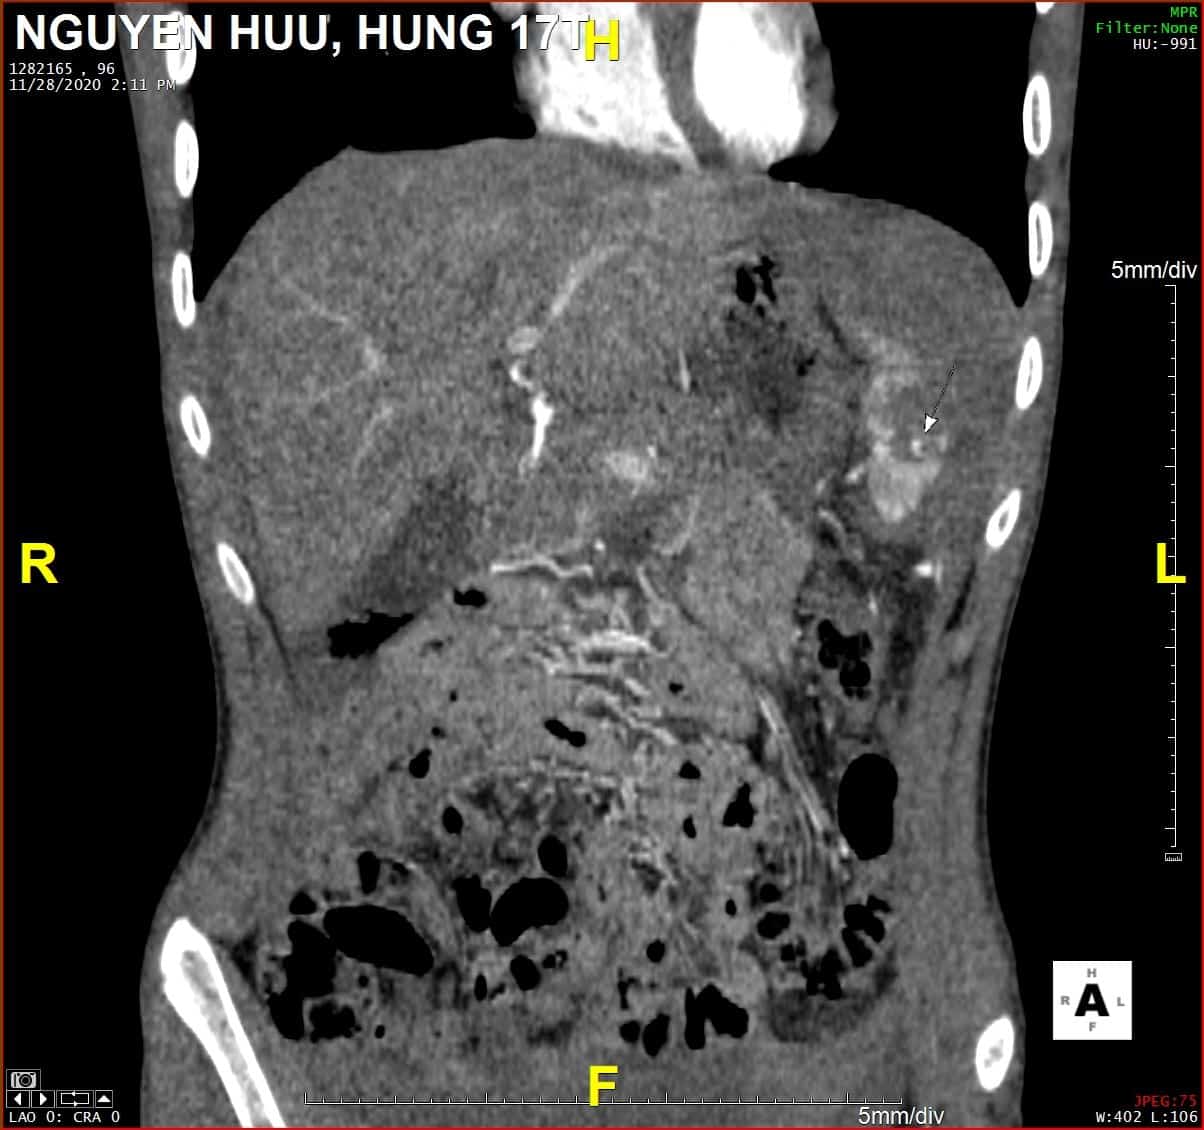 NGUYEN HUU, HUNG 17T
H
MPR
Filter:None
HU:-991
1282165 , 96
11/28/2020 2:11 PM
5mm/div
R
L
H
R A L
F
F
5mm/div
LAO 0: CRA 0
JPEG:75
W:402 L:106